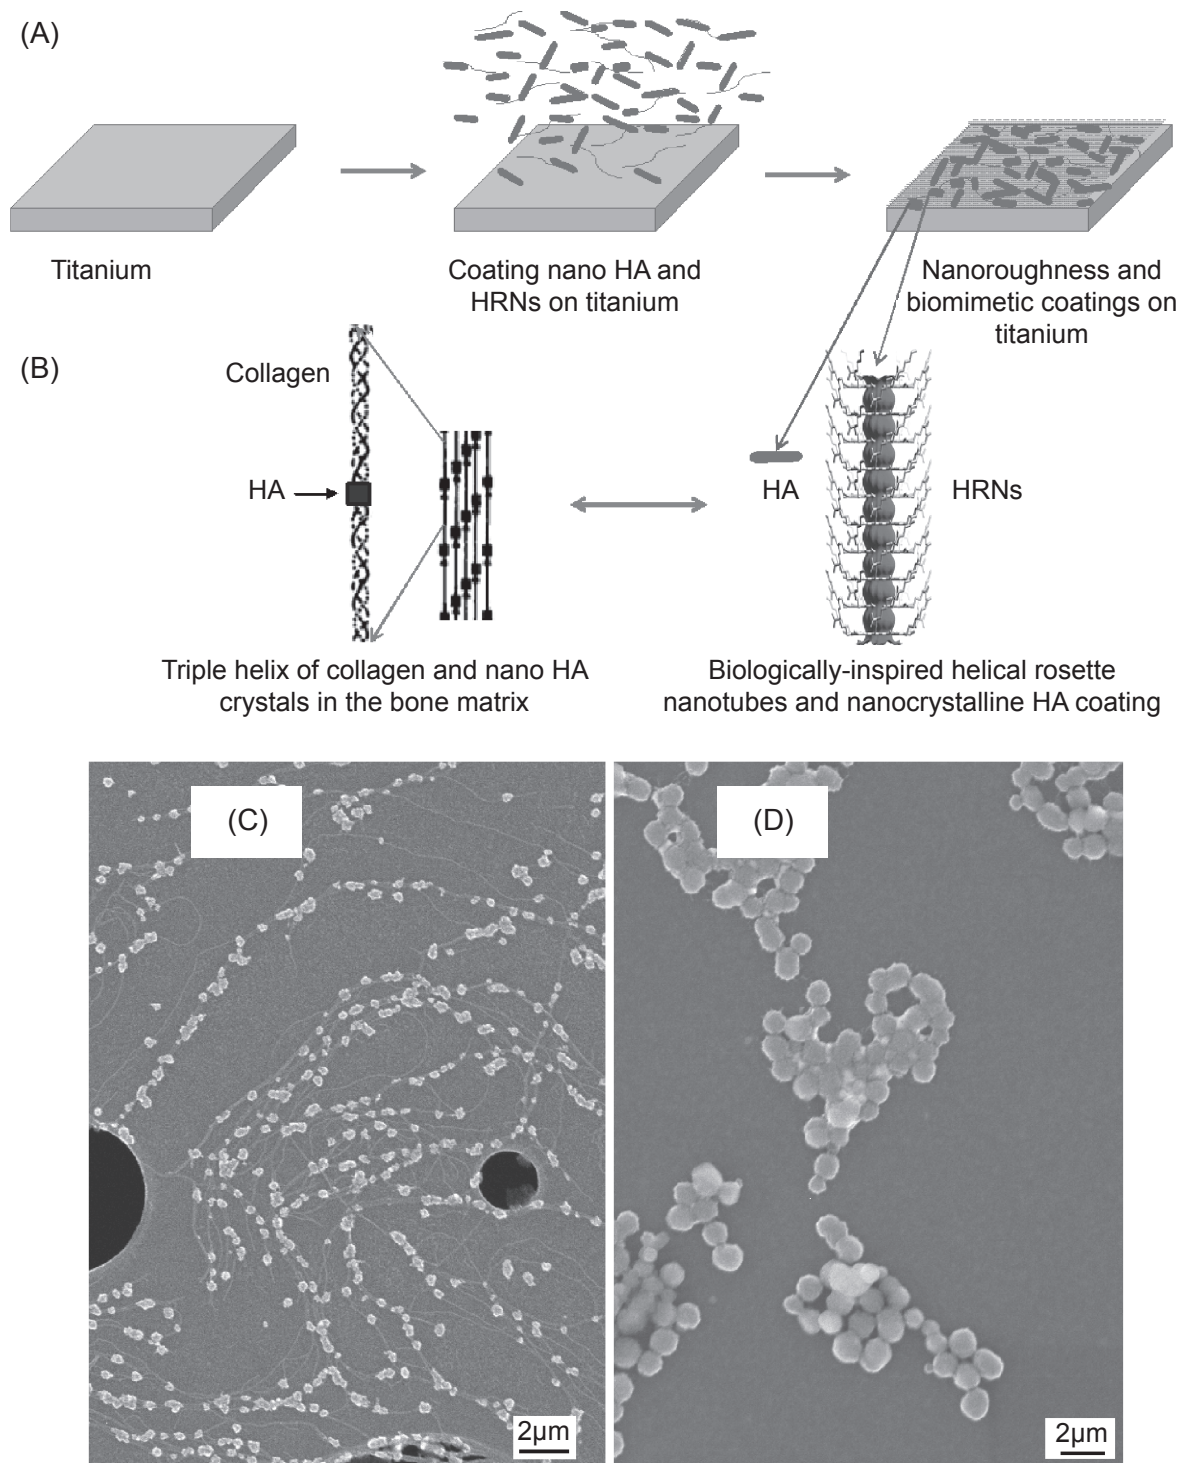 (A)
Titanium
Coating nano HA and
HRNs on titanium
Nanoroughness and
biomimetic coatings on
titanium
(B)
Collagen
HA
HA
HRNs
Triple helix of collagen and nano HA
crystals in the bone matrix
Biologically-inspired helical rosette
nanotubes and nanocrystalline HA coating
(C)
(D)
2μm
2μm